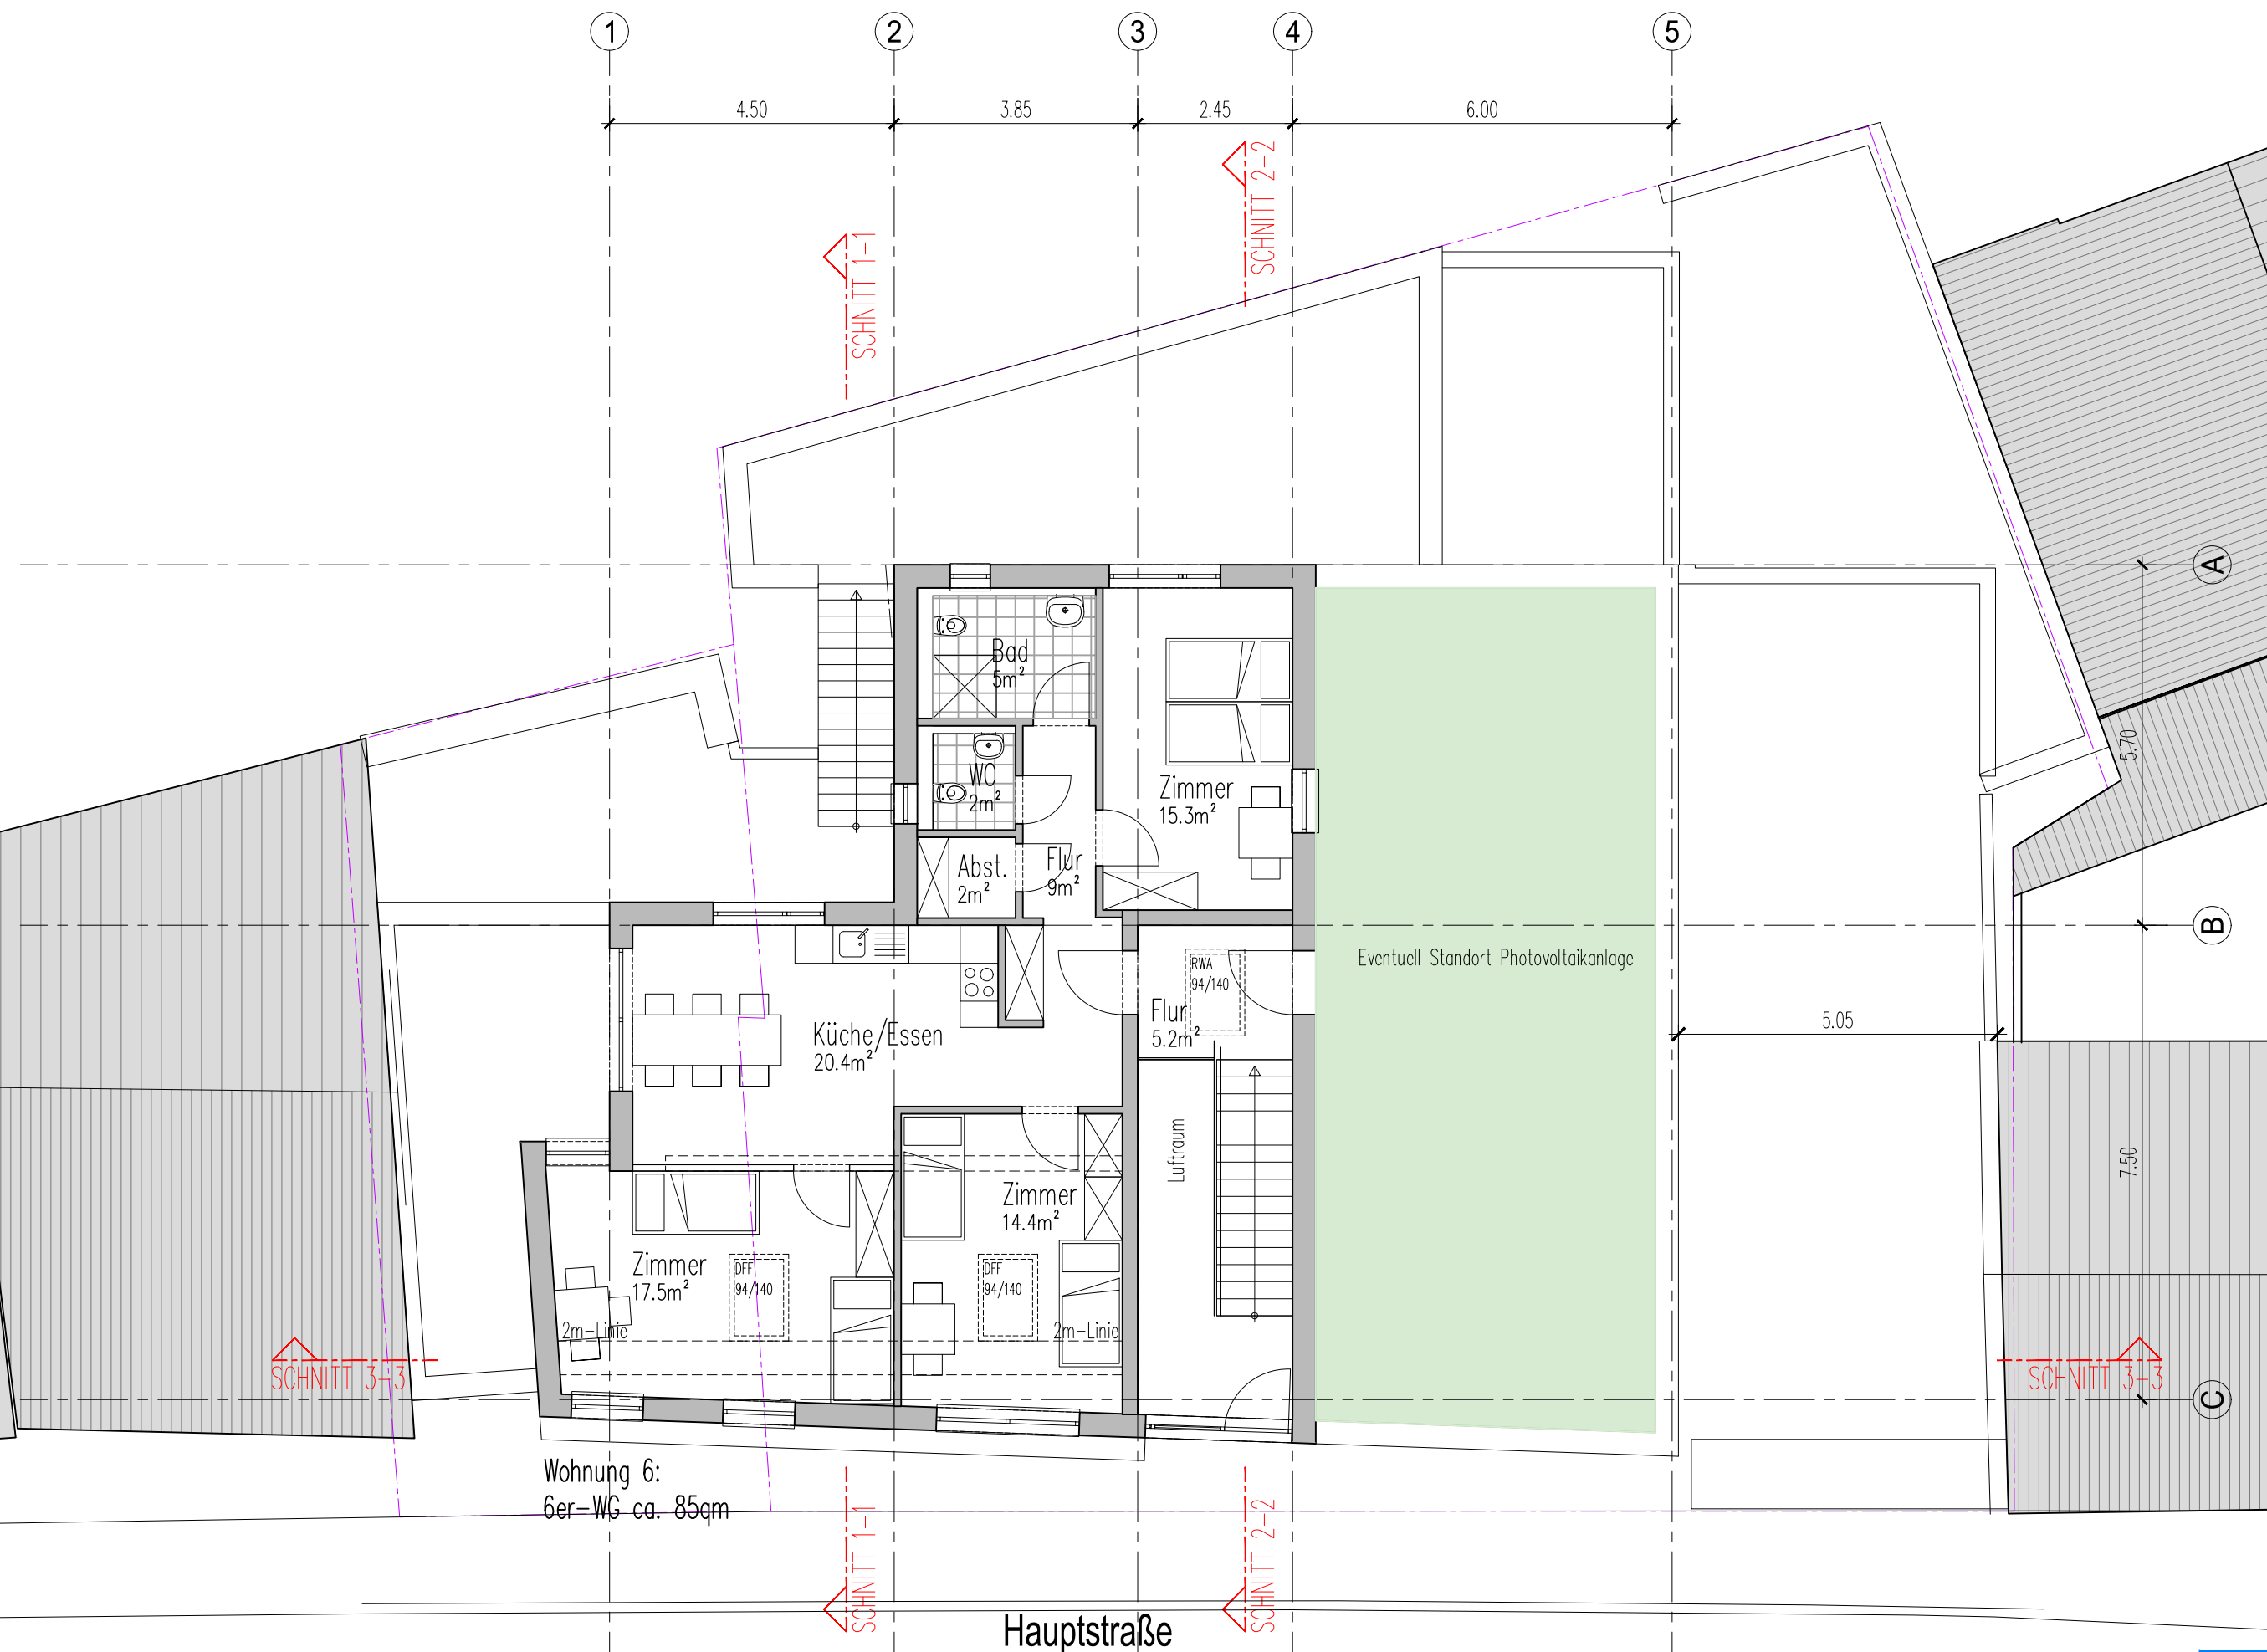 1
2
3
4
5
4.50
3.85
2.45
6.00
SCHNITT 2-2
SCHNITT 1-1
A
Bad
5m²
5.70
WC
2m²
Zimmer
15.3m²
Abst.
2m²
Flur
9m²
B
Eventuell Standort Photovoltaikanlage
RWA
94/140
Flur
5.2m²
Küche/Essen
20.4m²
5.05
Luftraum
7.50
Zimmer
14.4m²
Zimmer
17.5m²
DFF
94/140
DFF
94/140
2m-Linie
2m-Linie
SCHNITT 3-3
SCHNITT 3-3
C
Wohnung 6:
6er-WG ca. 85qm
SCHNITT 1-1
SCHNITT 2-2
Hauptstraße